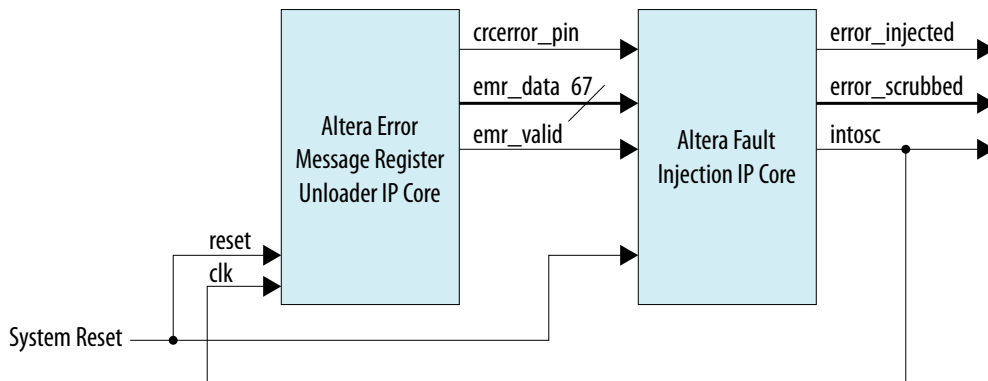 crcerror_pin
emr_data 67
emr_valid
Altera Error
Message Register
Unloader IP Core
reset
clk
System Reset
Altera Fault
Injection IP Core
error_injected
error_scrubbed
intosc